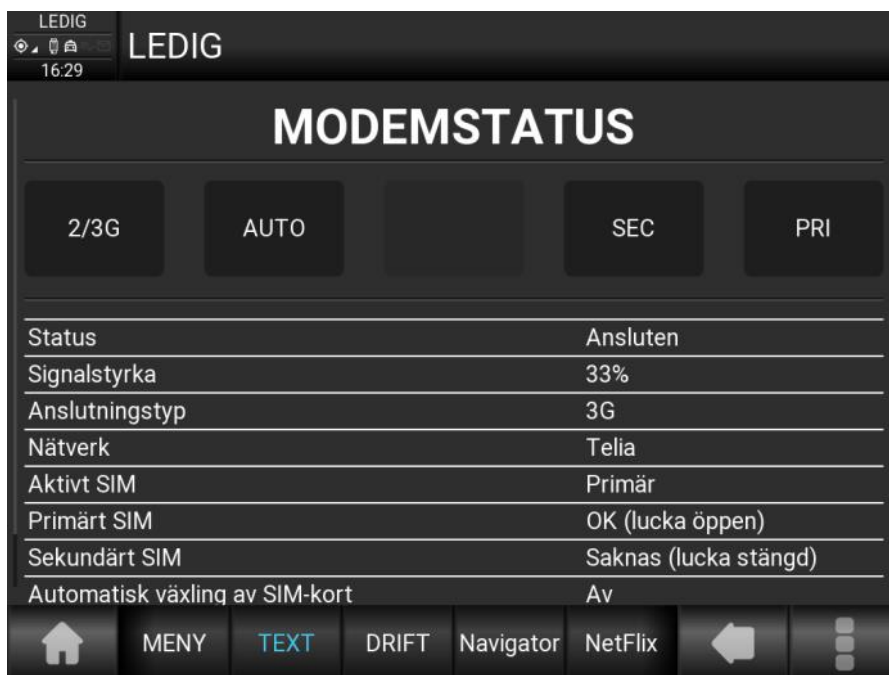 LEDIG
16:29
LEDIG
MODEMSTATUS
2/3G AUTO SEC PRI
Status Ansluten
Signalstyrka 33%
Anslutningstyp 3G
Nätverk Telia
Aktivt SIM Primär
Primärt SIM OK (lucka öppen)
Sekundärt SIM Saknas (lucka stängd)
Automatisk växling av SIM-kort Av
MENY TEXT DRIFT Navigator NetFlix